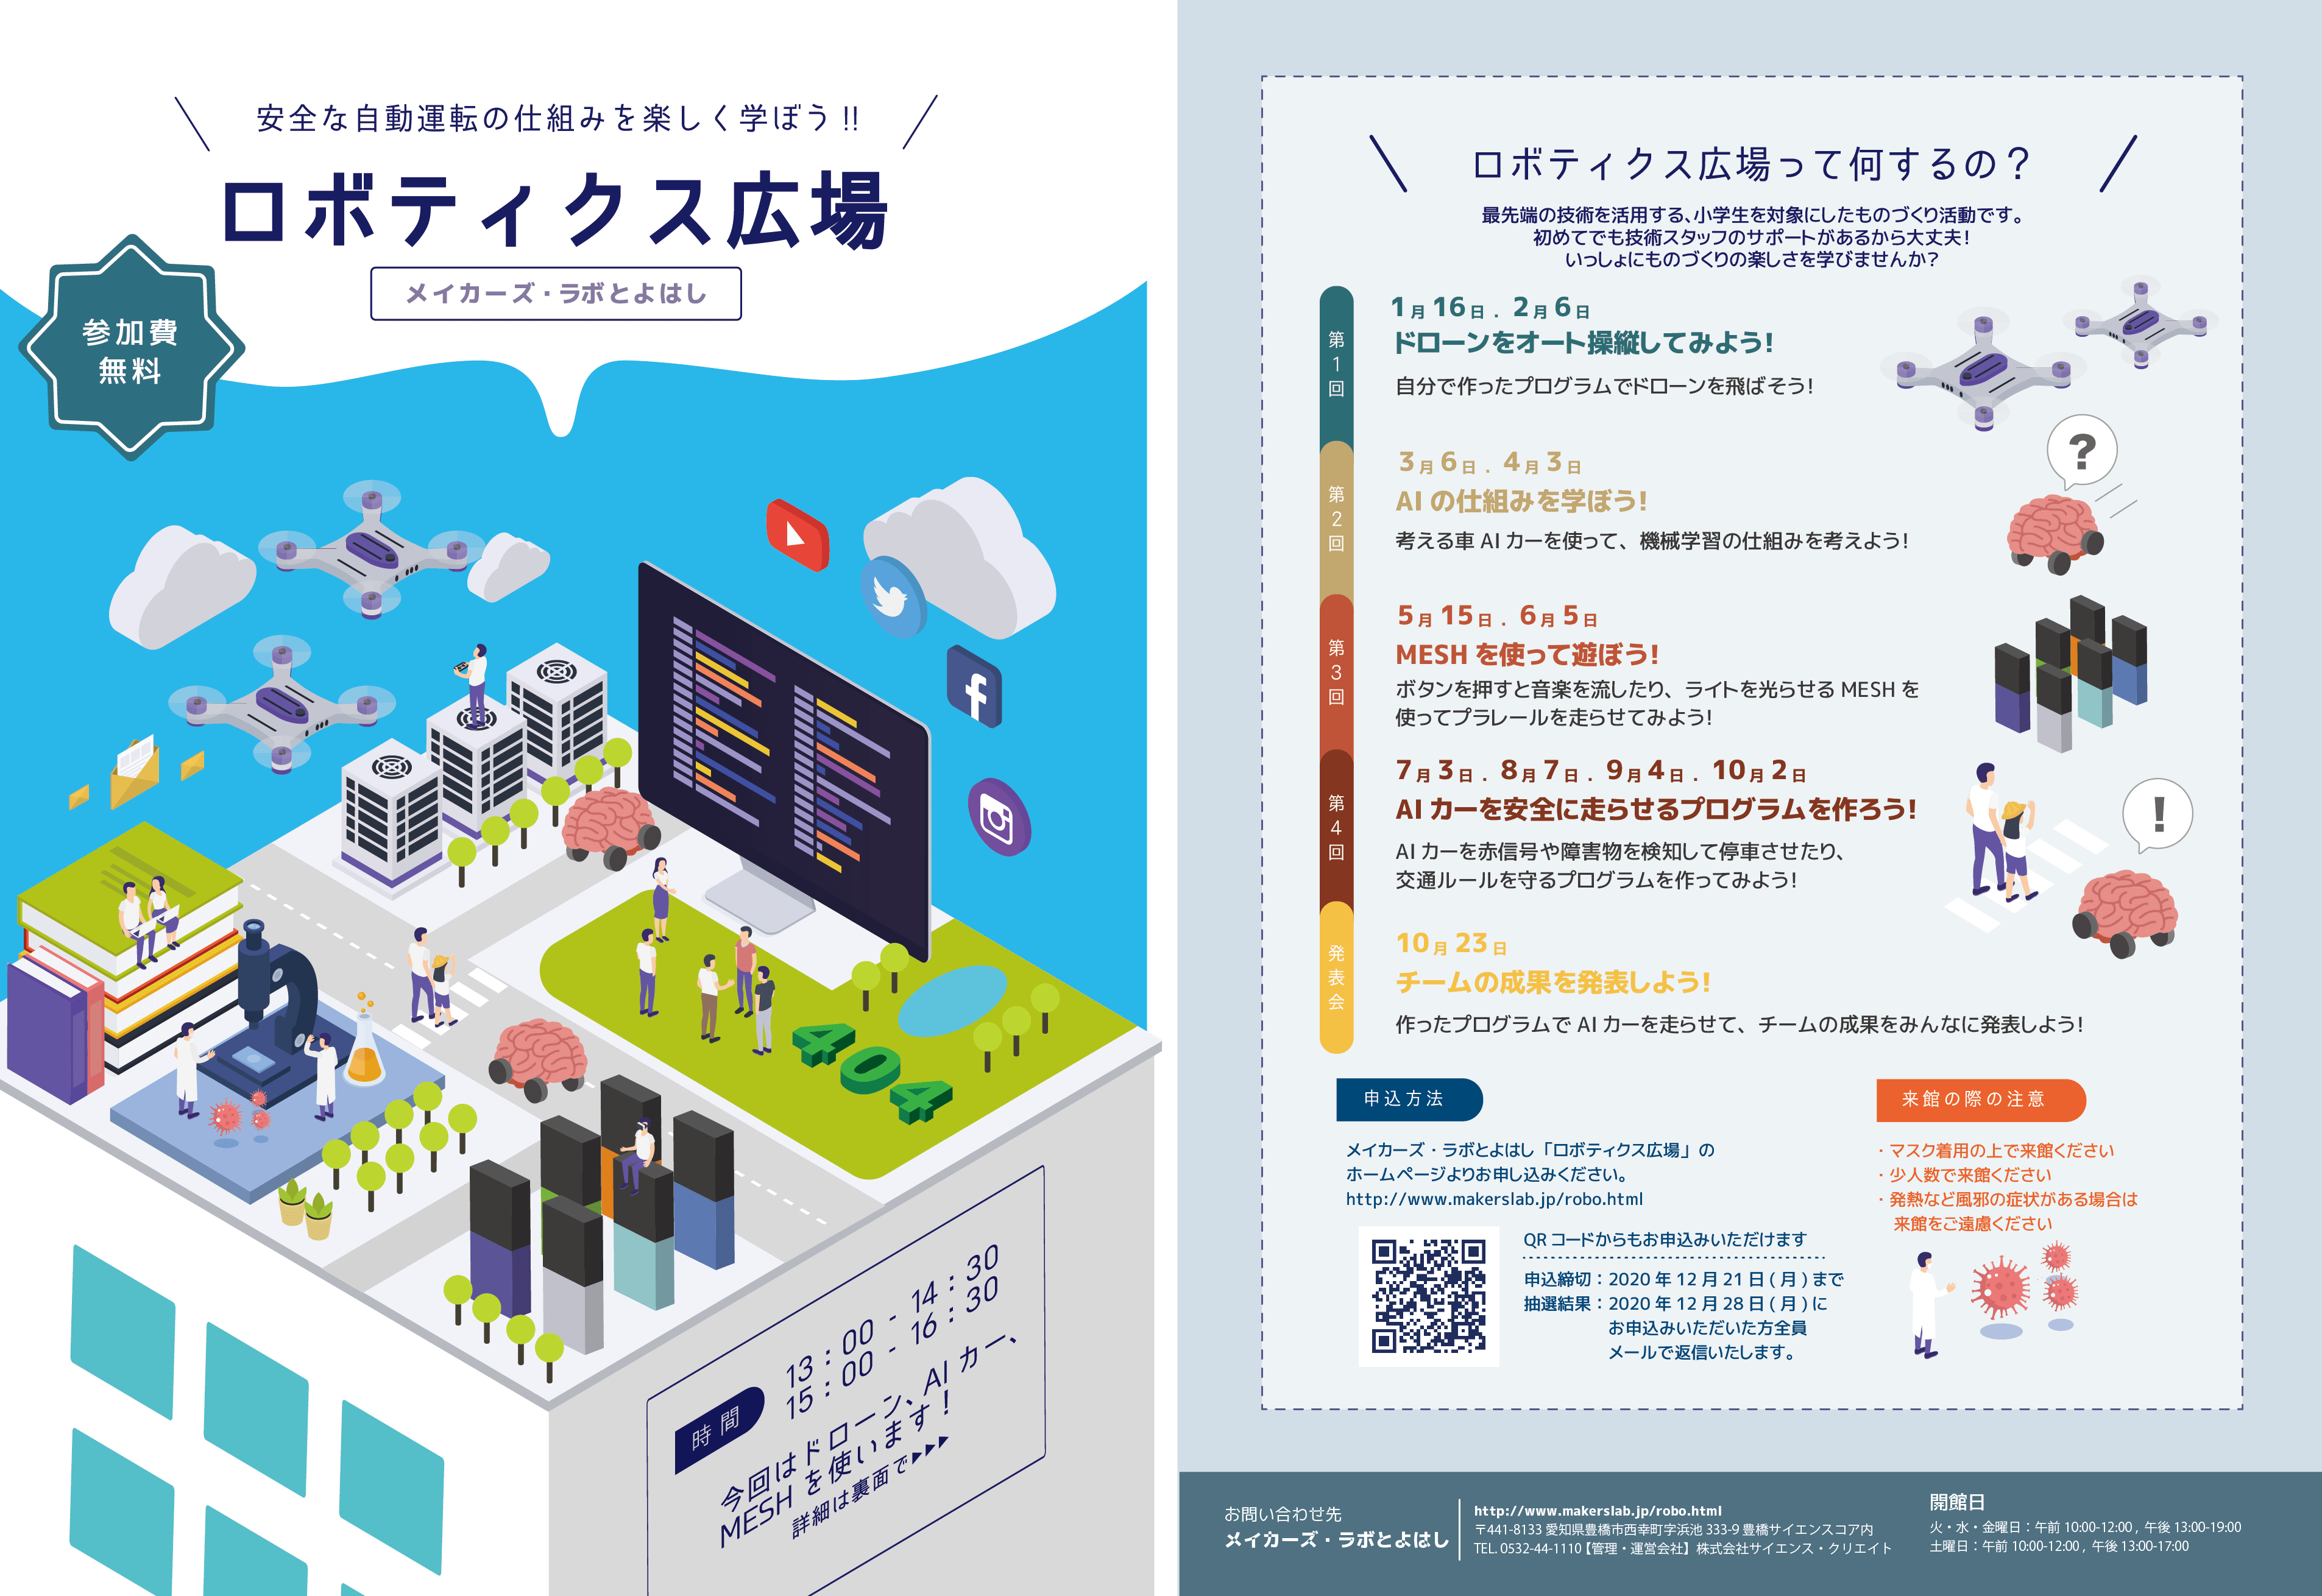 安全な自動運転の仕組みを楽しく学ぼう!!
ロボティクス広場
メイカーズ・ラボとよはし
参加費
無料
404
時間
13：00 - 14：30
15：00 - 16：30
今回はドローン、AI カー、
MESH を使います！
詳細は裏面で
ロボティクス広場って何するの？
最先端の技術を活用する、小学生を対象にしたものづくり活動です。
初めてでも技術スタッフのサポートがあるから大丈夫！
いっしょにものづくりの楽しさを学びませんか？
第1回
1月16日．2月6日
ドローンをオート操縦してみよう！
自分で作ったプログラムでドローンを飛ばそう！
第2回
3月6日．4月3日
AI の仕組みを学ぼう！
考える車 AI カーを使って、機械学習の仕組みを考えよう！
?
第3回
5月15日．6月5日
MESH を使って遊ぼう！
ボタンを押すと音楽を流したり、ライトを光らせる MESH を
使ってプラレールを走らせてみよう！
第4回
7月3日．8月7日．9月4日．10月2日
AI カーを安全に走らせるプログラムを作ろう！
AI カーを赤信号や障害物を検知して停車させたり、
交通ルールを守るプログラムを作ってみよう！
!
発表会
10月23日
チームの成果を発表しよう！
作ったプログラムで AI カーを走らせて、チームの成果をみんなに発表しよう！
申込方法
メイカーズ・ラボとよはし「ロボティクス広場」の
ホームページよりお申し込みください。
http://www.makerslab.jp/robo.html
QR コードからもお申込みいただけます
申込締切：2020 年 12 月 21 日 ( 月 ) まで
抽選結果：2020 年 12 月 28 日 ( 月 ) に
お申込みいただいた方全員
メールで返信いたします。
来館の際の注意
・マスク着用の上で来館ください
・少人数で来館ください
・発熱など風邪の症状がある場合は
来館をご遠慮ください
お問い合わせ先
メイカーズ・ラボとよはし
http://www.makerslab.jp/robo.html
〒441-8133 愛知県豊橋市西幸町字浜池 333-9 豊橋サイエンスコア内
TEL. 0532-44-1110【管理・運営会社】株式会社サイエンス・クリエイト
開館日
火・水・金曜日：午前 10:00-12:00 , 午後 13:00-19:00
土曜日：午前 10:00-12:00 , 午後 13:00-17:00